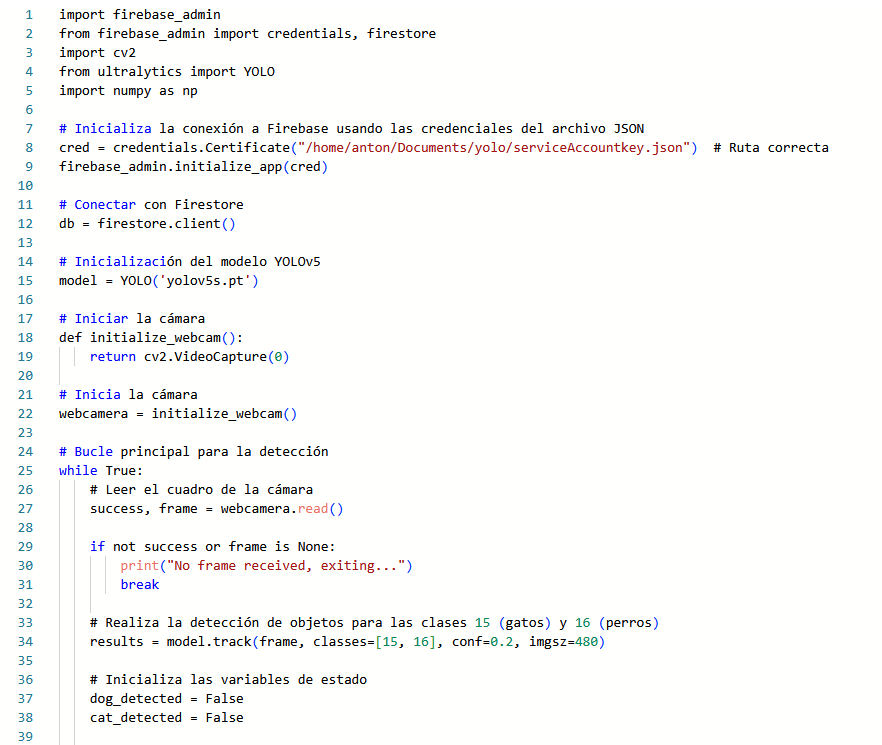 1 import firebase_admin
2 from firebase_admin import credentials, firestore
3 import cv2
4 from ultralytics import YOLO
5 import numpy as np
6
7 # Inicializa la conexión a Firebase usando las credenciales del archivo JSON
8 cred = credentials.Certificate("/home/anton/Documents/yolo/serviceAccountkey.json")  # Ruta correcta
9 firebase_admin.initialize_app(cred)
10
11 # Conectar con Firestore
12 db = firestore.client()
13
14 # Inicialización del modelo YOLOv5
15 model = YOLO('yolov5s.pt')
16
17 # Iniciar la cámara
18 def initialize_webcam():
19     return cv2.VideoCapture(0)
20
21 # Inicia la cámara
22 webcamera = initialize_webcam()
23
24 # Bucle principal para la detección
25 while True:
26     # Leer el cuadro de la cámara
27     success, frame = webcamera.read()
28
29     if not success or frame is None:
30         print("No frame received, exiting...")
31         break
32
33     # Realiza la detección de objetos para las clases 15 (gatos) y 16 (perros)
34     results = model.track(frame, classes=[15, 16], conf=0.2, imgsz=480)
35
36     # Inicializa las variables de estado
37     dog_detected = False
38     cat_detected = False
39